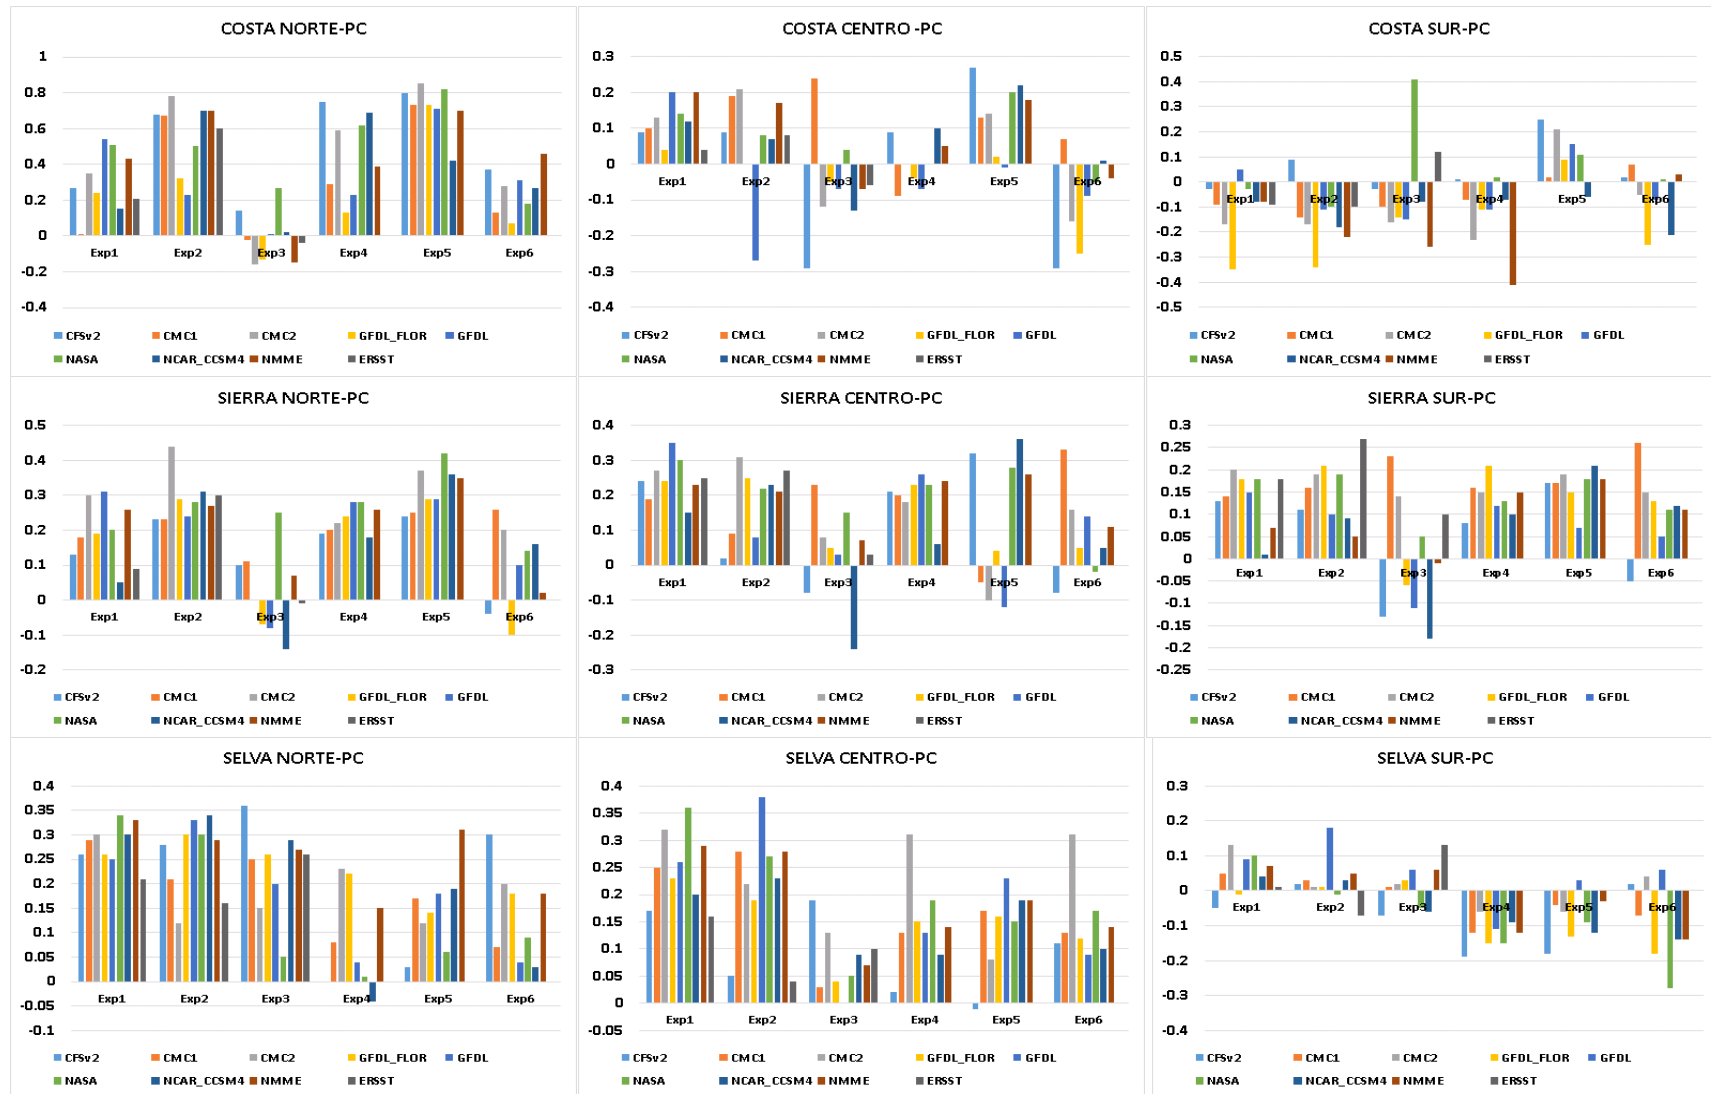 COSTA NORTE-PC
1
0.8
0.6
0.4
0.2
0
-0.2
-0.4
Exp1 Exp2 Exp3 Exp4 Exp5 Exp6
CFSv2 CMC1 CMC2 GFDL_FLOR GFDL
NASA NCAR_CCSM4 NMME ERSST
COSTA CENTRO -PC
0.3
0.2
0.1
0
-0.1
-0.2
-0.3
-0.4
Exp1 Exp2 Exp3 Exp4 Exp5 Exp6
CFSv2 CMC1 CMC2 GFDL_FLOR GFDL
NASA NCAR_CCSM4 NMME ERSST
COSTA SUR-PC
0.5
0.4
0.3
0.2
0.1
0
-0.1
-0.2
-0.3
-0.4
-0.5
Exp1 Exp2 Exp3 Exp4 Exp5 Exp6
CFSv2 CMC1 CMC2 GFDL_FLOR GFDL
NASA NCAR_CCSM4 NMME ERSST
SIERRA NORTE-PC
0.5
0.4
0.3
0.2
0.1
0
-0.1
-0.2
Exp1 Exp2 Exp3 Exp4 Exp5 Exp6
CFSv2 CMC1 CMC2 GFDL_FLOR GFDL
NASA NCAR_CCSM4 NMME ERSST
SIERRA CENTRO-PC
0.4
0.3
0.2
0.1
0
-0.1
-0.2
-0.3
Exp1 Exp2 Exp3 Exp4 Exp5 Exp6
CFSv2 CMC1 CMC2 GFDL_FLOR GFDL
NASA NCAR_CCSM4 NMME ERSST
SIERRA SUR-PC
0.3
0.25
0.2
0.15
0.1
0.05
0
-0.05
-0.1
-0.15
-0.2
-0.25
Exp1 Exp2 Exp3 Exp4 Exp5 Exp6
CFSv2 CMC1 CMC2 GFDL_FLOR GFDL
NASA NCAR_CCSM4 NMME ERSST
SELVA NORTE-PC
0.4
0.35
0.3
0.25
0.2
0.15
0.1
0.05
0
-0.05
-0.1
Exp1 Exp2 Exp3 Exp4 Exp5 Exp6
CFSv2 CMC1 CMC2 GFDL_FLOR GFDL
NASA NCAR_CCSM4 NMME ERSST
SELVA CENTRO-PC
0.4
0.35
0.3
0.25
0.2
0.15
0.1
0.05
0
-0.05
Exp1 Exp2 Exp3 Exp4 Exp5 Exp6
CFSv2 CMC1 CMC2 GFDL_FLOR GFDL
NASA NCAR_CCSM4 NMME ERSST
SELVA SUR-PC
0.3
0.2
0.1
0
-0.1
-0.2
-0.3
-0.4
Exp1 Exp2 Exp3 Exp4 Exp5 Exp6
CFSv2 CMC1 CMC2 GFDL_FLOR GFDL
NASA NCAR_CCSM4 NMME ERSST